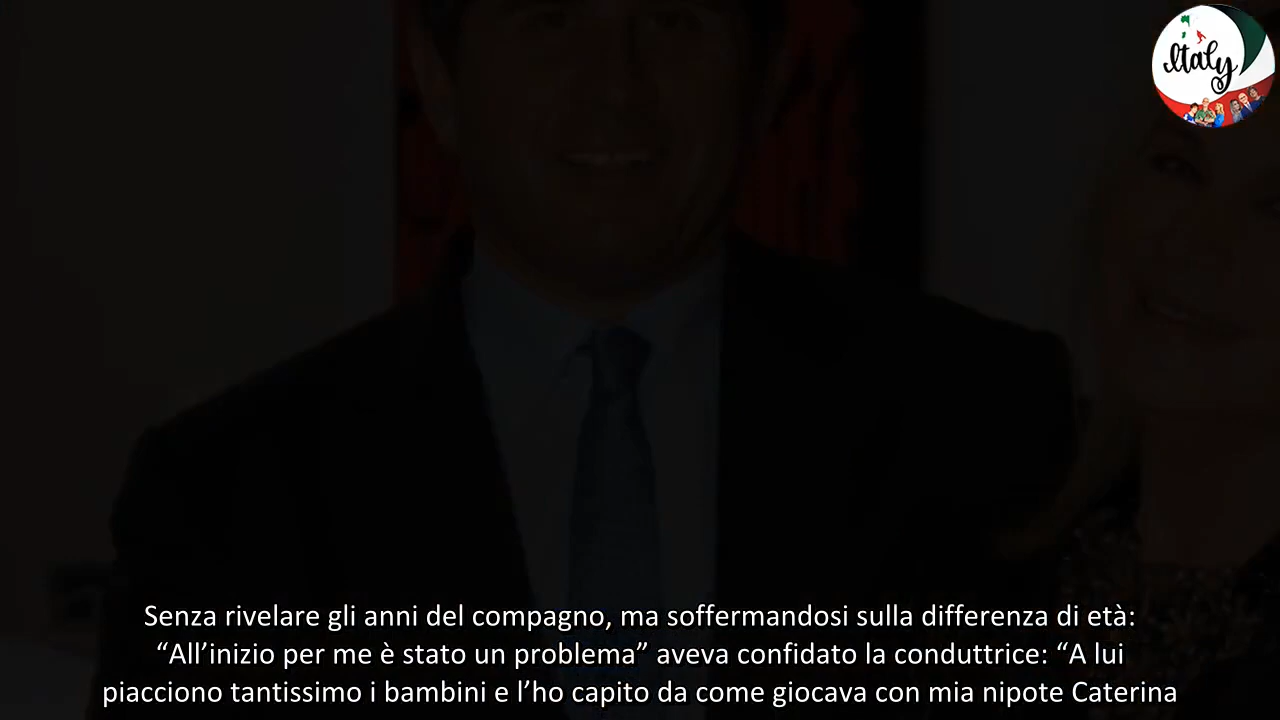 Italy
Senza rivelare gli anni del compagno, ma soffermandosi sulla differenza di età:
“All’inizio per me è stato un problema” aveva confidato la conduttrice: “A lui
piacciono tantissimo i bambini e l’ho capito da come giocava con mia nipote Caterina